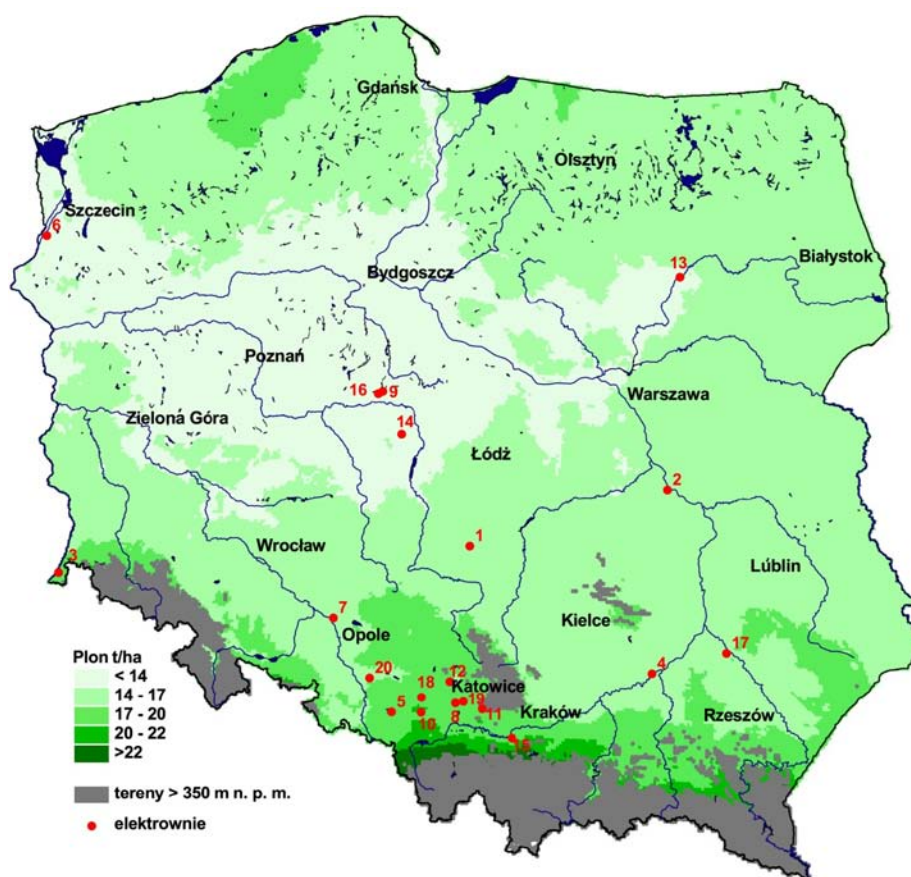 Gdańsk
Olsztyn
Szczecin
6
Białystok
Bydgoszcz
13
Poznań
16 9
Warszawa
Zielona Góra
14
Łódź
2
1
Wrocław
3
Lúblin
7
Kielce
Opole
17
Plon t/ha
< 14
14 - 17
17 - 20
20 - 22
>22
20
18
12
Katowice
4
5
19
8
10
11
Kraków
Rzeszów
15
tereny > 350 m n. p. m.
elektrownie